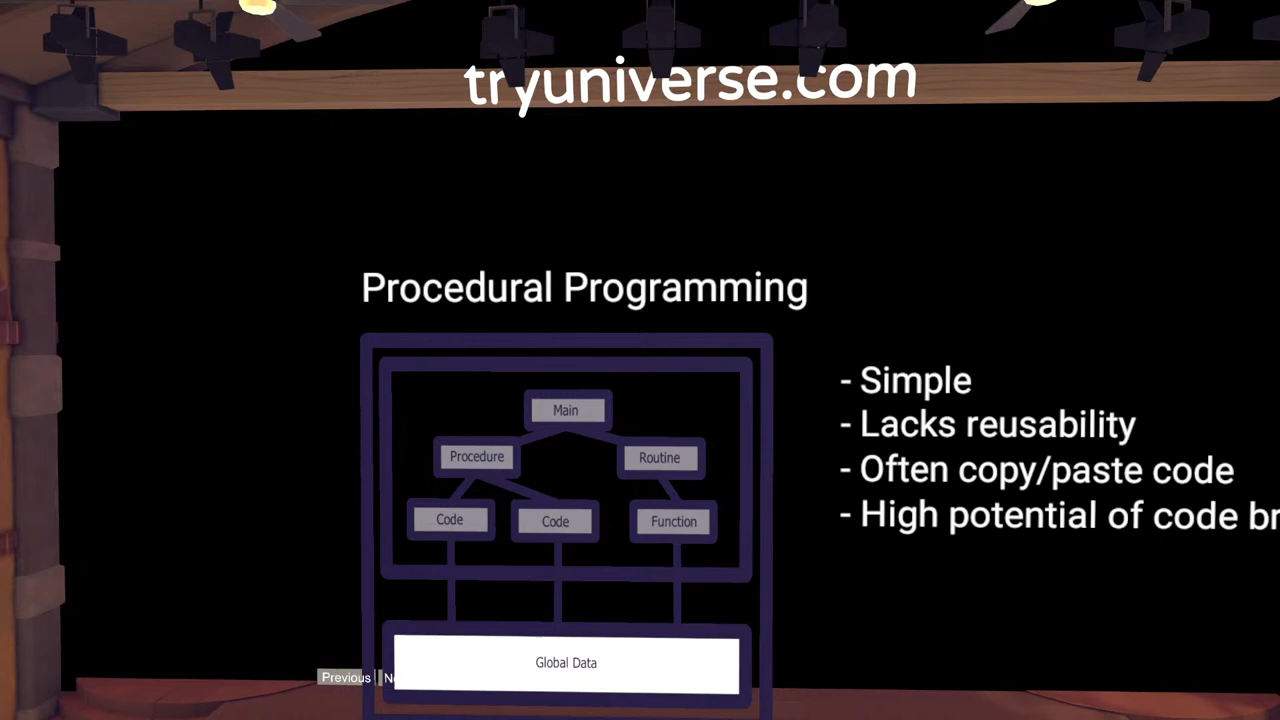 tryuniverse.com
Procedural Programming
Main
Procedure
Routine
Code
Code
Function
Global Data
- Simple
- Lacks reusability
- Often copy/paste code
- High potential of code
Previous